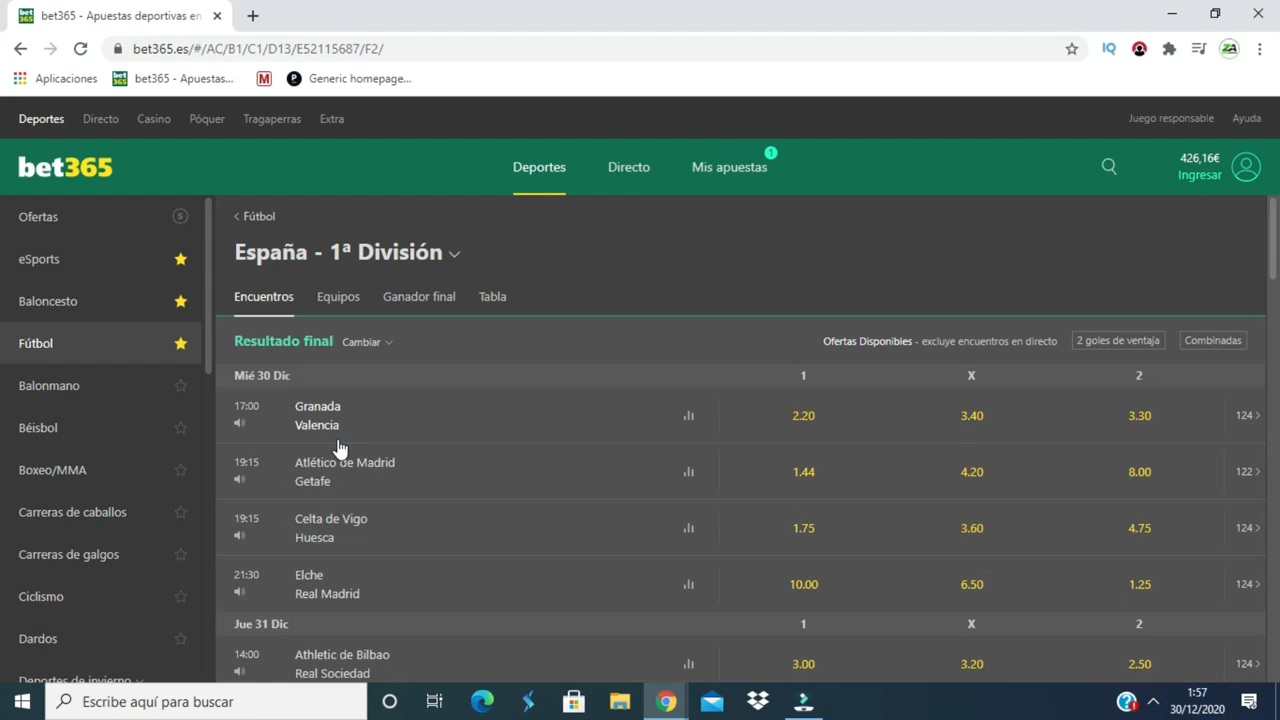 bet365 - Apuestas deportivas en
bet365.es/#/AC/B1/C1/D13/E52115687/F2/
IQ
ZA
Aplicaciones
bet365 - Apuestas...
M
Generic homepage...
Deportes Directo Casino Póquer Tragaperras Extra
Juego responsable Ayuda
bet365
Deportes Directo Mis apuestas 1
426,16€
Ingresar
Ofertas
eSports
Baloncesto
Fútbol
Balonmano
Béisbol
Boxeo/MMA
Carreras de caballos
Carreras de galgos
Ciclismo
Dardos
Deportes de invierno
Fútbol
España - 1ª División
Encuentros Equipos Ganador final Tabla
Resultado final Cambiar
Ofertas Disponibles - excluye encuentros en directo 2 goles de ventaja Combinadas
Mié 30 Dic 1 X 2
17:00 Granada
Valencia
2.20 3.40 3.30 124
19:15 Atlético de Madrid
Getafe
1.44 4.20 8.00 122
19:15 Celta de Vigo
Huesca
1.75 3.60 4.75 124
21:30 Elche
Real Madrid
10.00 6.50 1.25 124
Jue 31 Dic 1 X 2
14:00 Athletic de Bilbao
Real Sociedad
3.00 3.20 2.50 124
Escribe aquí para buscar
1:57
30/12/2020